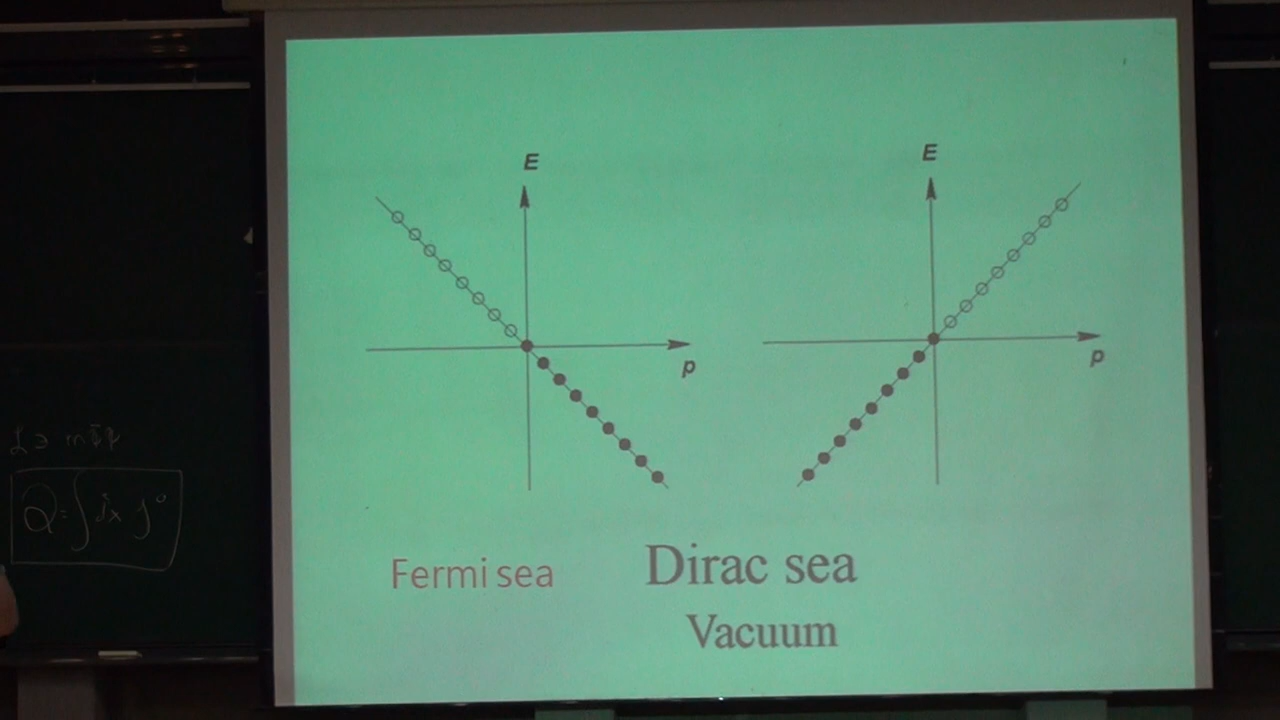 E
E
p
p
Fermi sea
Dirac sea
Vacuum
Q = ∫ dx j⁰